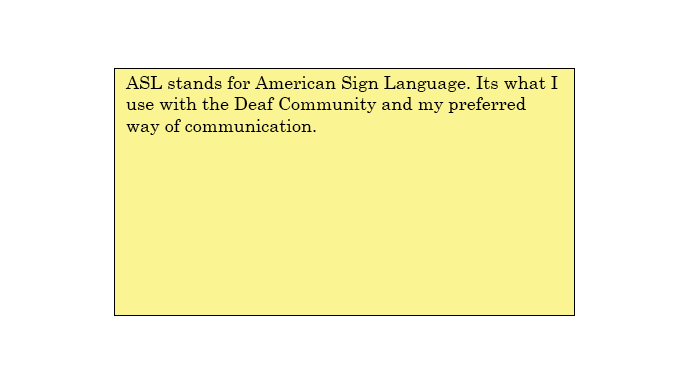 ASL stands for American Sign Language. Its what I
use with the Deaf Community and my preferred
way of communication.